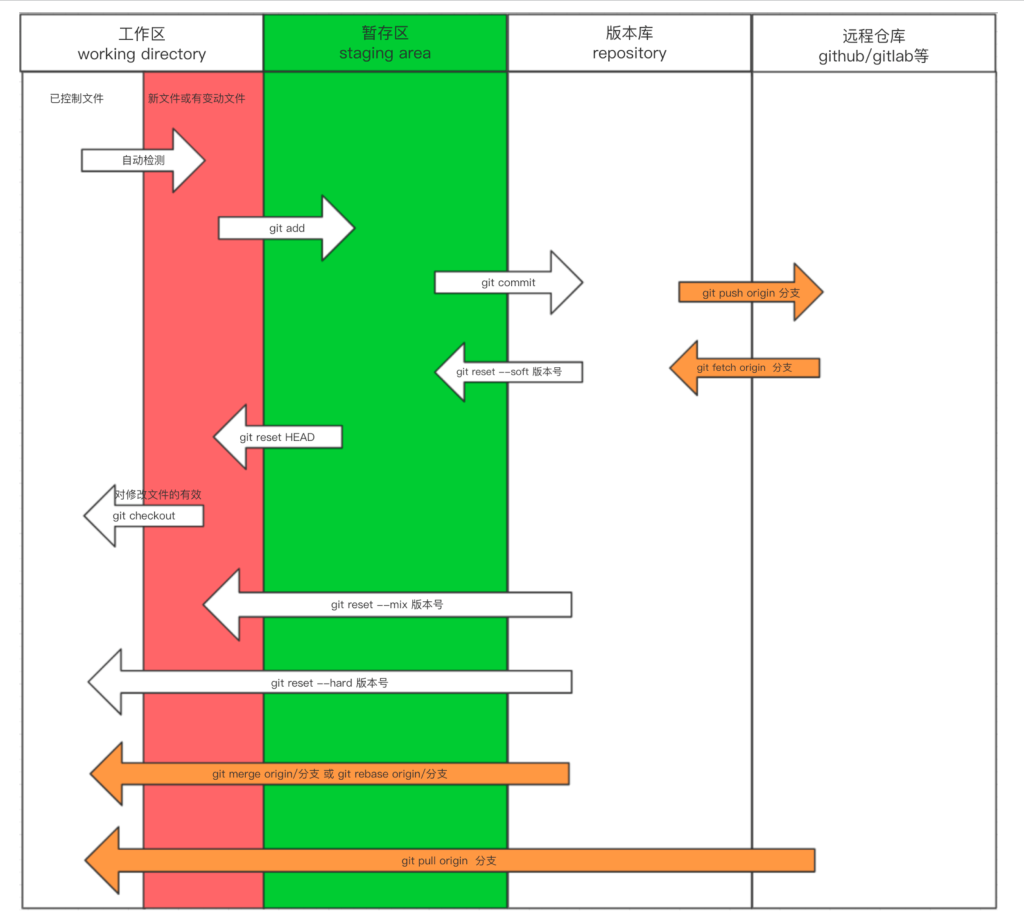 工作区
working directory
暂存区
staging area
版本库
repository
远程仓库
github/gitlab等
已控制文件
新文件或有变动文件
自动检测
git add
git commit
git push origin 分支
git reset --soft 版本号
git fetch origin 分支
git reset HEAD
对修改文件的有效
git checkout
git reset --mix 版本号
git reset --hard 版本号
git merge origin/分支 或 git rebase origin/分支
git pull origin 分支